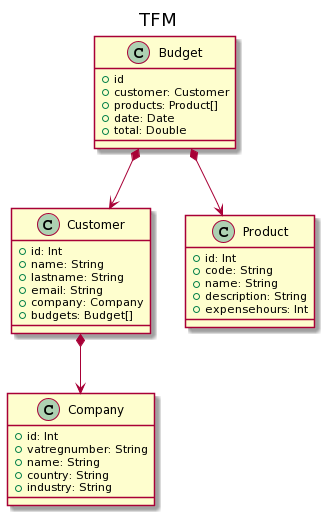 TFM
C Budget
id
customer: Customer
products: Product[]
date: Date
total: Double
C Customer
id: Int
name: String
lastname: String
email: String
company: Company
budgets: Budget[]
C Product
id: Int
code: String
name: String
description: String
expensehours: Int
C Company
id: Int
vatregnumber: String
name: String
country: String
industry: String